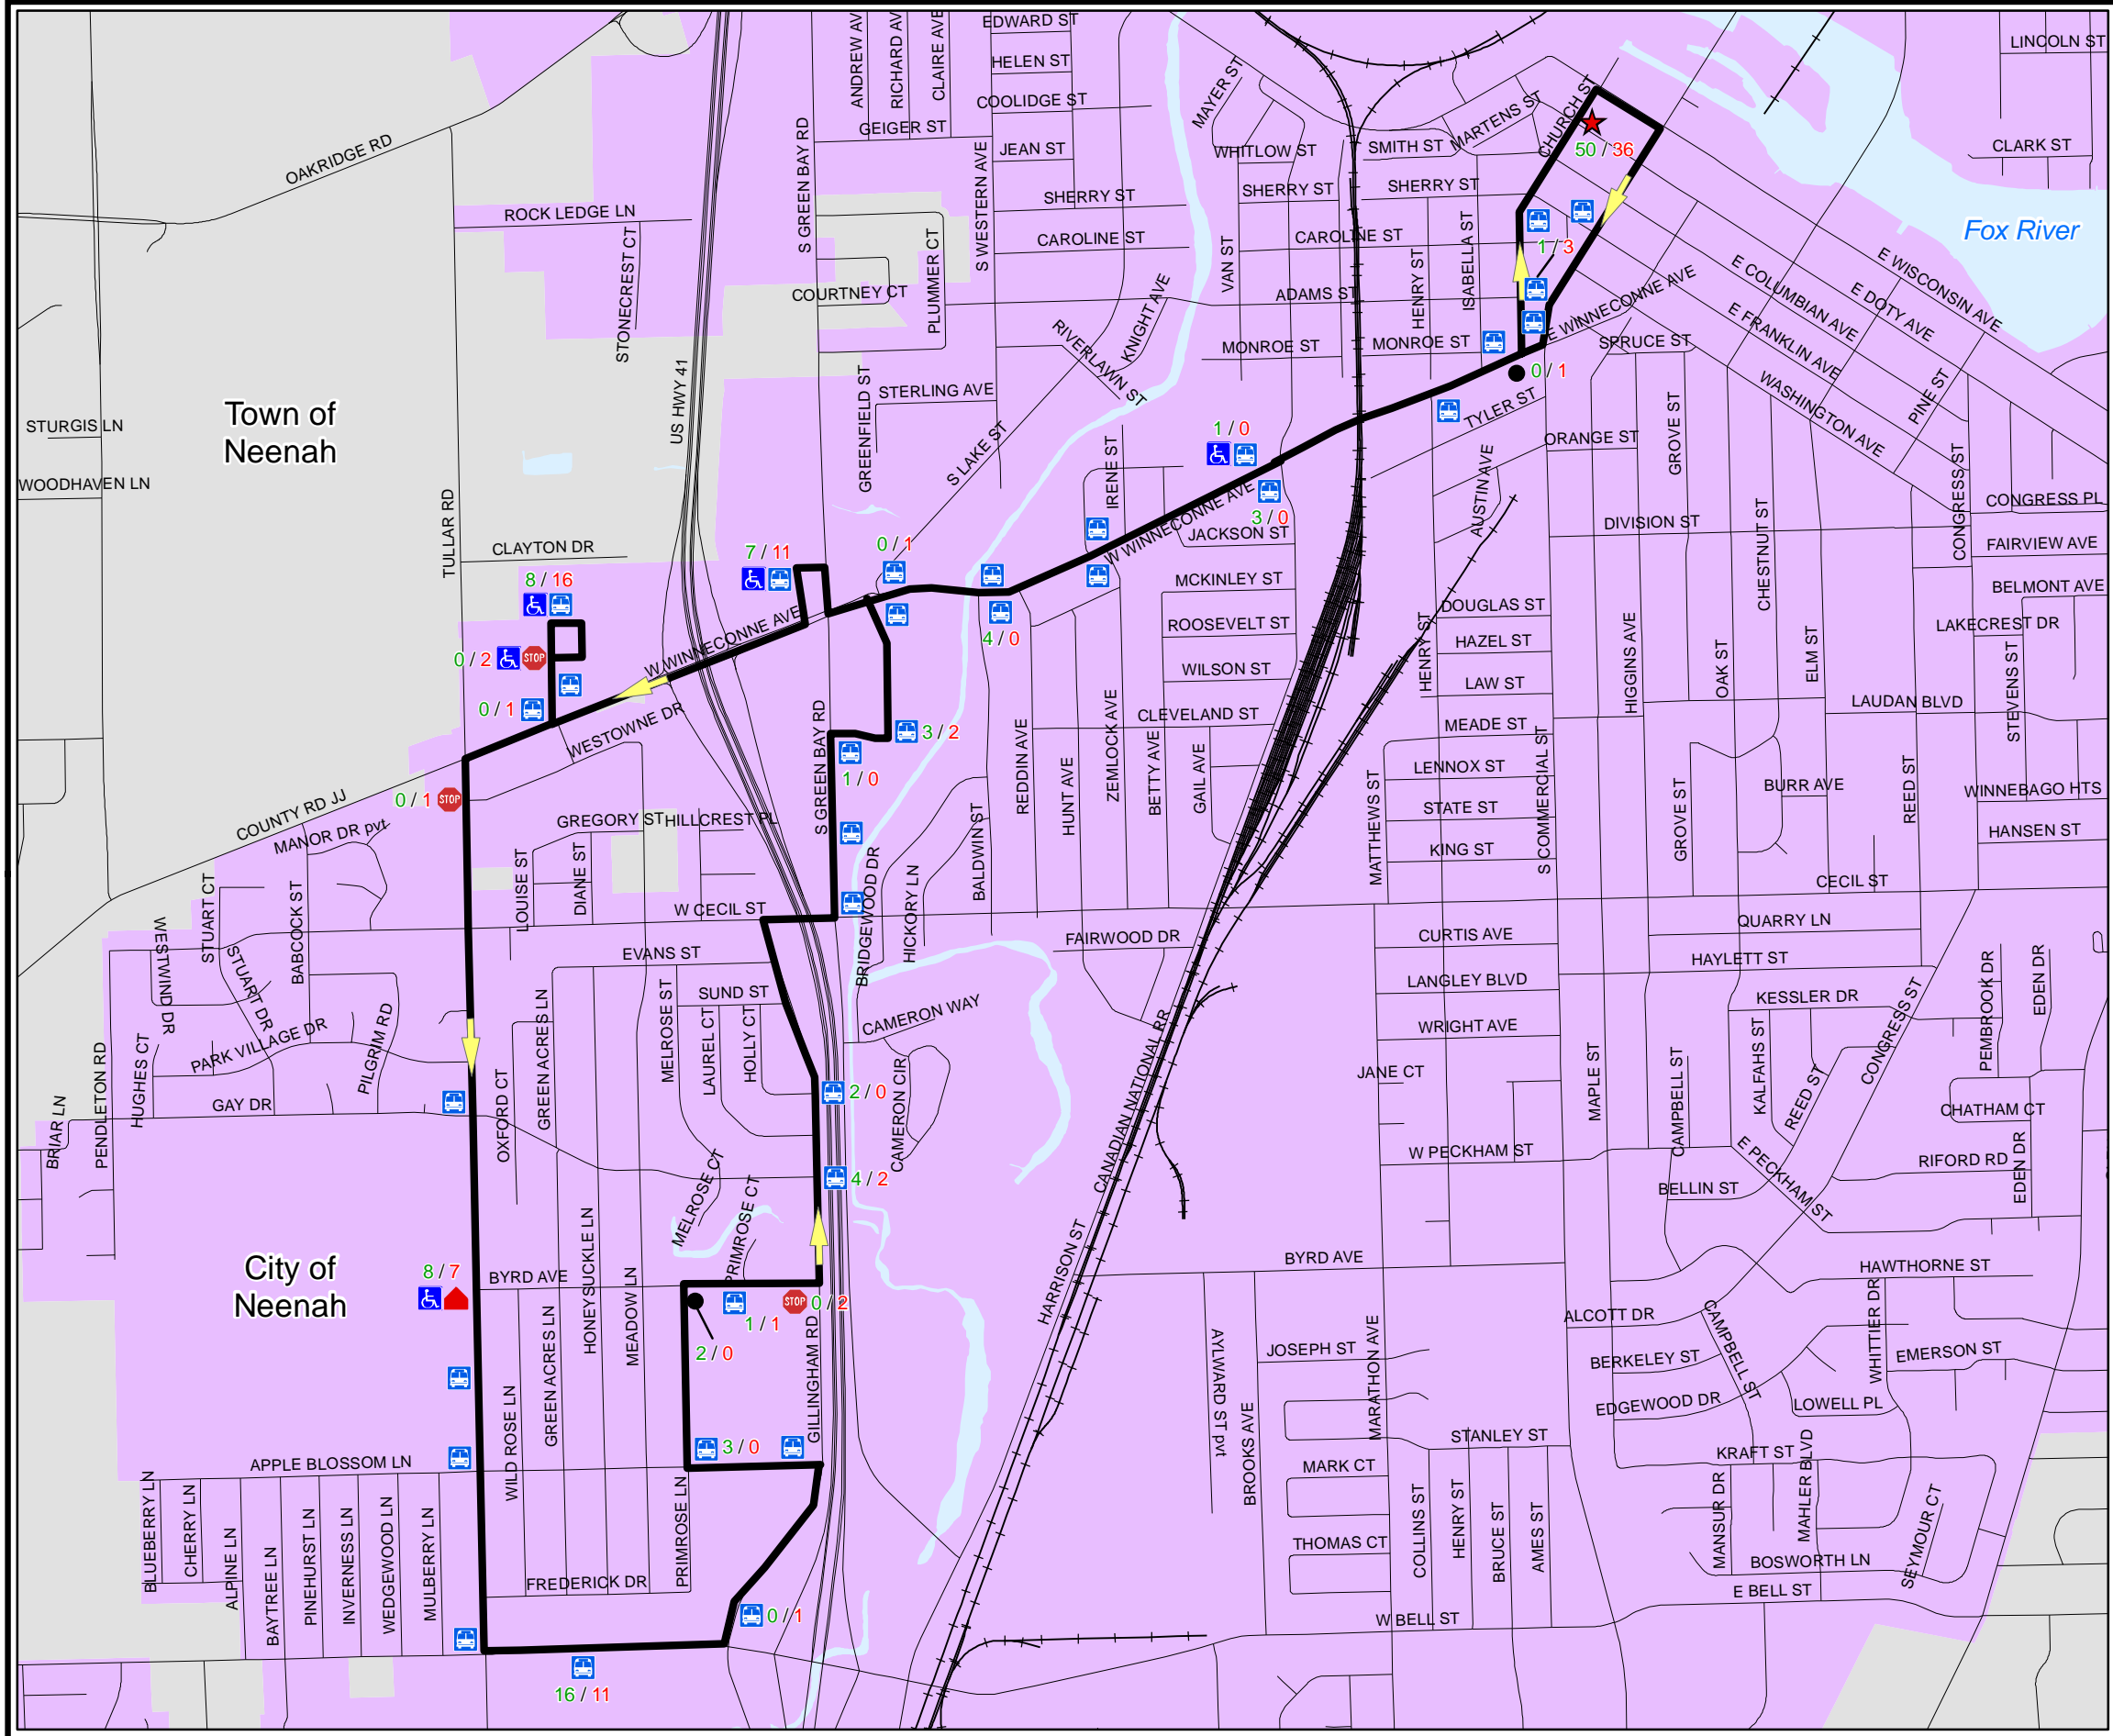 EDWARD ST
LINCOLN ST
ANDREW AV
RICHARD AV
CLAIRE AVE
HELEN ST
COOLIDGE ST
MAYER ST
CHURCH ST
MARTENS ST
GEIGER ST
JEAN ST
WHITLOW ST
SMITH ST
50 / 36
CLARK ST
OAKRIDGE RD
S GREEN BAY RD
S WESTERN AVE
SHERRY ST
SHERRY ST
SHERRY ST
ROCK LEDGE LN
STONECREST CT
PLUMMER CT
CAROLINE ST
CAROLINE ST
VAN ST
HENRY ST
ISABELLA ST
1 / 3
Fox River
E WISCONSIN AVE
E COLUMBIAN AVE
E DOTY AVE
E FRANKLIN AVE
E WINNECONNE AVE
COURTNEY CT
ADAMS ST
KNIGHT AVE
RIVERLAWN ST
MONROE ST
MONROE ST
SPRUCE ST
WASHINGTON AVE
PINE ST
0 / 1
US HWY 41
GREENFIELD ST
STERLING AVE
TYLER ST
Town of
Neenah
STURGIS LN
WOODHAVEN LN
TULLAR RD
S LAKE ST
IRENE ST
1 / 0
ORANGE ST
GROVE ST
AUSTIN AVE
CONGRESS ST
CONGRESS PL
W WINNECONNE AVE
3 / 0
JACKSON ST
DIVISION ST
CHESTNUT ST
FAIRVIEW AVE
CLAYTON DR
7 / 11
0 / 1
8 / 16
MCKINLEY ST
BELMONT AVE
DOUGLAS ST
ROOSEVELT ST
LAKECREST DR
4 / 0
HAZEL ST
W WINNECONNE AVE
0 / 2
WILSON ST
HENRY ST
LAW ST
HIGGINS AVE
OAK ST
ELM ST
STEVENS ST
0 / 1
WESTOWNE DR
S GREEN BAY RD
3 / 2
CLEVELAND ST
MEADE ST
LAUDAN BLVD
1 / 0
REDDIN AVE
HUNT AVE
ZEMLOCK AVE
BETTY AVE
GAIL AVE
LENNOX ST
BURR AVE
WINNEBAGO HTS
0 / 1
STOP
STOP
COUNTY RD JJ
MANOR DR pvt
GREGORY ST
HILLCREST PL
MATTHEWS ST
STATE ST
S COMMERCIAL ST
GROVE ST
REED ST
HANSEN ST
KING ST
STUART CT
BABCOCK ST
LOUISE ST
DIANE ST
BRIDGEWOOD DR
HICKORY LN
BALDWIN ST
CECIL ST
W CECIL ST
QUARRY LN
WESTWIND DR
STUART DR
EVANS ST
FAIRWOOD DR
CURTIS AVE
HAYLETT ST
LANGLEY BLVD
PEMBROOK DR
EDEN DR
SUND ST
MELROSE ST
LAUREL CT
HOLLY CT
CAMERON WAY
KESSLER DR
WRIGHT AVE
CONGRESS ST
PARK VILLAGE DR
PILGRIM RD
OXFORD CT
GREEN ACRES LN
PENDLETON RD
HUGHES CT
BRIAR LN
GAY DR
2 / 0
CAMERON CIR
CANADIAN NATIONAL RR
JANE CT
MAPLE ST
CAMPBELL ST
KALFAHS ST
REED ST
CHATHAM CT
W PECKHAM ST
E PECKHAM ST
RIFORD RD
EDEN DR
4 / 2
MELROSE CT
PRIMROSE CT
BELLIN ST
City of
Neenah
8 / 7
BYRD AVE
HONEYSUCKLE LN
MEADOW LN
HARRISON ST
BYRD AVE
HAWTHORNE ST
STOP
0 / 2
1 / 1
2 / 0
GILLINGHAM RD
ALCOTT DR
CAMPBELL ST
WHITTIER DR
JOSEPH ST
AYLWARD ST pvt
BROOKS AVE
MARATHON AVE
BERKELEY ST
EMERSON ST
WILD ROSE LN
GREEN ACRES LN
EDGEWOOD DR
LOWELL PL
3 / 0
STANLEY ST
KRAFT ST
APPLE BLOSSOM LN
MARK CT
BLUEBERRY LN
CHERRY LN
ALPINE LN
BAYTREE LN
PINEHURST LN
INVERNESS LN
WEDGEWOOD LN
MULBERRY LN
PRIMROSE LN
COLLINS ST
HENRY ST
BRUCE ST
AMES ST
MANSUR DR
MAHLER BLVD
SEYMOUR CT
THOMAS CT
BOSWORTH LN
FREDERICK DR
E BELL ST
0 / 1
W BELL ST
16 / 11